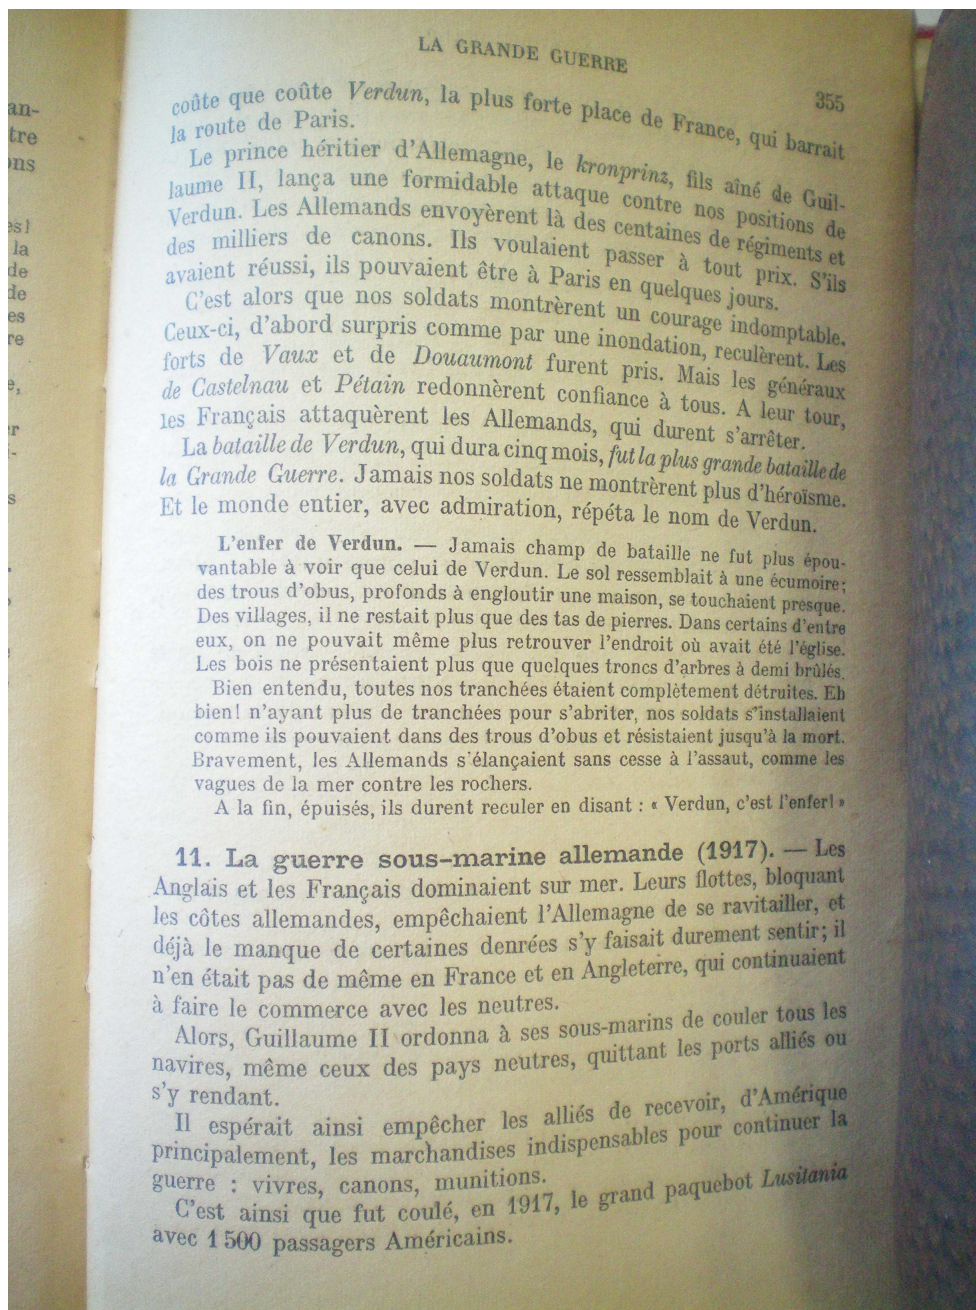 LA GRANDE GUERRE
355
coûte que coûte Verdun, la plus forte place de France, qui barrait
la route de Paris.
Le prince héritier d'Allemagne, le kronprinz, fils aîné de Guil-
laume II, lança une formidable attaque contre nos positions de
Verdun. Les Allemands envoyèrent là des centaines de régiments et
des milliers de canons. Ils voulaient passer à tout prix. S'ils
avaient réussi, ils pouvaient être à Paris en quelques jours.
C'est alors que nos soldats montrèrent un courage indomptable.
Ceux-ci, d'abord surpris comme par une inondation, reculèrent. Les
forts de Vaux et de Douaumont furent pris. Mais les généraux
de Castelnau et Pétain redonnèrent confiance à tous. A leur tour,
les Français attaquèrent les Allemands, qui durent s'arrêter.
La bataille de Verdun, qui dura cinq mois, fut la plus grande bataille de
la Grande Guerre. Jamais nos soldats ne montrèrent plus d'héroïsme.
Et le monde entier, avec admiration, répéta le nom de Verdun.
L'enfer de Verdun. — Jamais champ de bataille ne fut plus épou-
vantable à voir que celui de Verdun. Le sol ressemblait à une écumoire;
des trous d'obus, profonds à engloutir une maison, se touchaient presque.
Des villages, il ne restait plus que des tas de pierres. Dans certains d'entre
eux, on ne pouvait même plus retrouver l'endroit où avait été l'église.
Les bois ne présentaient plus que quelques troncs d'arbres à demi brûlés.
Bien entendu, toutes nos tranchées étaient complètement détruites. Eh
bien! n'ayant plus de tranchées pour s'abriter, nos soldats s'installaient
comme ils pouvaient dans des trous d'obus et résistaient jusqu'à la mort.
Bravement, les Allemands s'élançaient sans cesse à l'assaut, comme les
vagues de la mer contre les rochers.
A la fin, épuisés, ils durent reculer en disant : « Verdun, c'est l'enfer! »
11. La guerre sous-marine allemande (1917). — Les
Anglais et les Français dominaient sur mer. Leurs flottes, bloquant
les côtes allemandes, empêchaient l'Allemagne de se ravitailler, et
déjà le manque de certaines denrées s'y faisait durement sentir; il
n'en était pas de même en France et en Angleterre, qui continuaient
à faire le commerce avec les neutres.
Alors, Guillaume II ordonna à ses sous-marins de couler tous les
navires, même ceux des pays neutres, quittant les ports alliés ou
s'y rendant.
Il espérait ainsi empêcher les alliés de recevoir, d'Amérique
principalement, les marchandises indispensables pour continuer la
guerre : vivres, canons, munitions.
C'est ainsi que fut coulé, en 1917, le grand paquebot Lusitania
avec 1 500 passagers Américains.